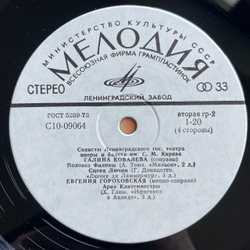 МИНИСТЕРСТВО КУЛЬТУРЫ СССР
МЕЛОДИЯ
ВСЕСОЮЗНАЯ ФИРМА ГРАМПЛАСТИНОК
СТЕРЕО
33
ЛЕНИНГРАДСКИЙ ЗАВОД
ГОСТ 5289-73
С10-09064
вторая гр-2
1-20
(4 стороны)
Солисты Ленинградского гос. театра
оперы и балета им. С. М. Кирова
ГАЛИНА КОВАЛЕВА (сопрано)
Полонез Филины (А. Тома. «Миньон», 2 д.)
Сцена Лючии (Г. Доницетти.
«Лючия ди Ламмермур», 3 д.)
ЕВГЕНИЯ ГОРОХОВСКАЯ (меццо-сопрано)
Ария Клитемнестры
(Х. Глюк. «Ифигения
в Авлиде», 2 д.)